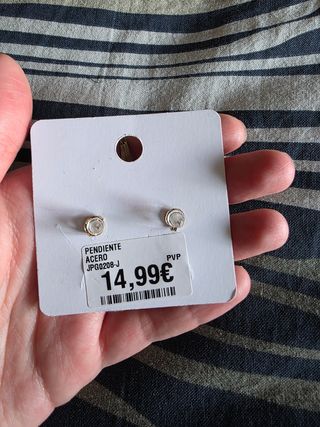 PENDIENTE
ACERO
JPG0208-J
PVP
14,99€